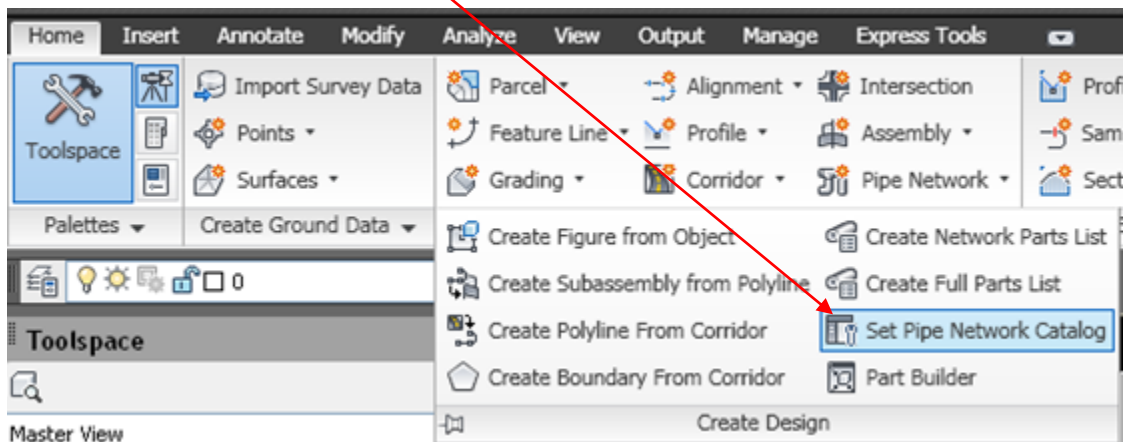 Home Insert Annotate Modify Analyze View Output Manage Express Tools
Toolspace
Import Survey Data
Points
Surfaces
Parcel
Feature Line
Grading
Alignment
Profile
Corridor
Intersection
Assembly
Pipe Network
Profi
Sam
Sect
Palettes
Create Ground Data
Create Figure from Object
Create Subassembly from Polyline
Create Polyline From Corridor
Create Boundary From Corridor
Create Network Parts List
Create Full Parts List
Set Pipe Network Catalog
Part Builder
Create Design
0
Toolspace
Master View